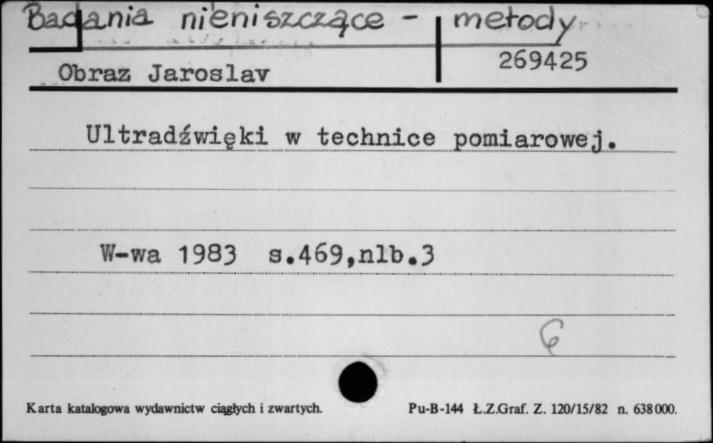 Badania nieniszczące - metody
269425
Obraz Jaroslav
Ultradźwięki w technice pomiarowej.
W-wa 1983 s.469,nlb.3
6
Karta katalogowa wydawnictw ciągłych i zwartych. Pu-B-144 Ł.Z.Graf. Z. 120/15/82 n. 638000.